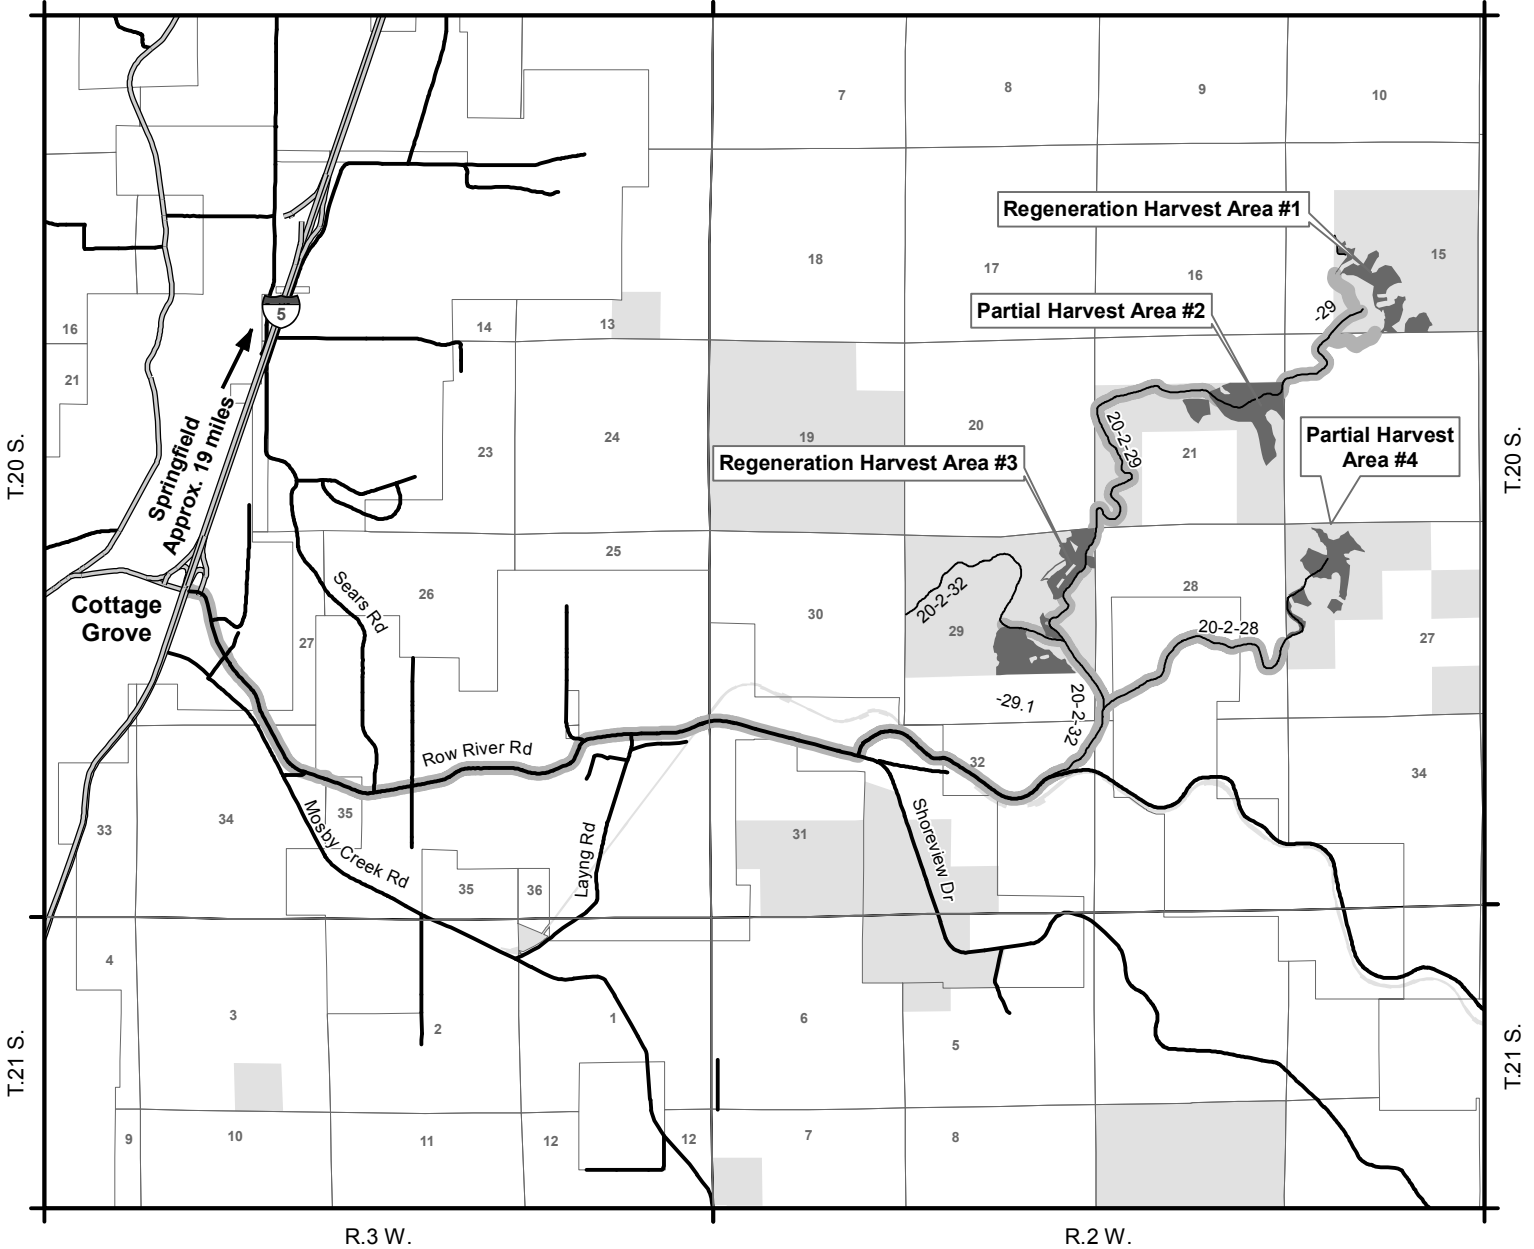 7
8
9
10
Regeneration Harvest Area #1
15
18
17
16
Partial Harvest Area #2
-29
5
16
14
13
21
Springfield
Approx. 19 miles
T.20 S.
23
24
19
20
20-2-29
21
Partial Harvest
Area #4
T.20 S.
Regeneration Harvest Area #3
25
Sears Rd
26
30
20-2-32
29
28
20-2-28
27
Cottage
Grove
27
-29.1
20-2-32
Row River Rd
32
34
33
34
35
Mosby Creek Rd
35
36
Layng Rd
31
Shoreview Dr
4
3
2
1
6
5
T.21 S.
T.21 S.
9
10
11
12
12
7
8
R.3 W.
R.2 W.